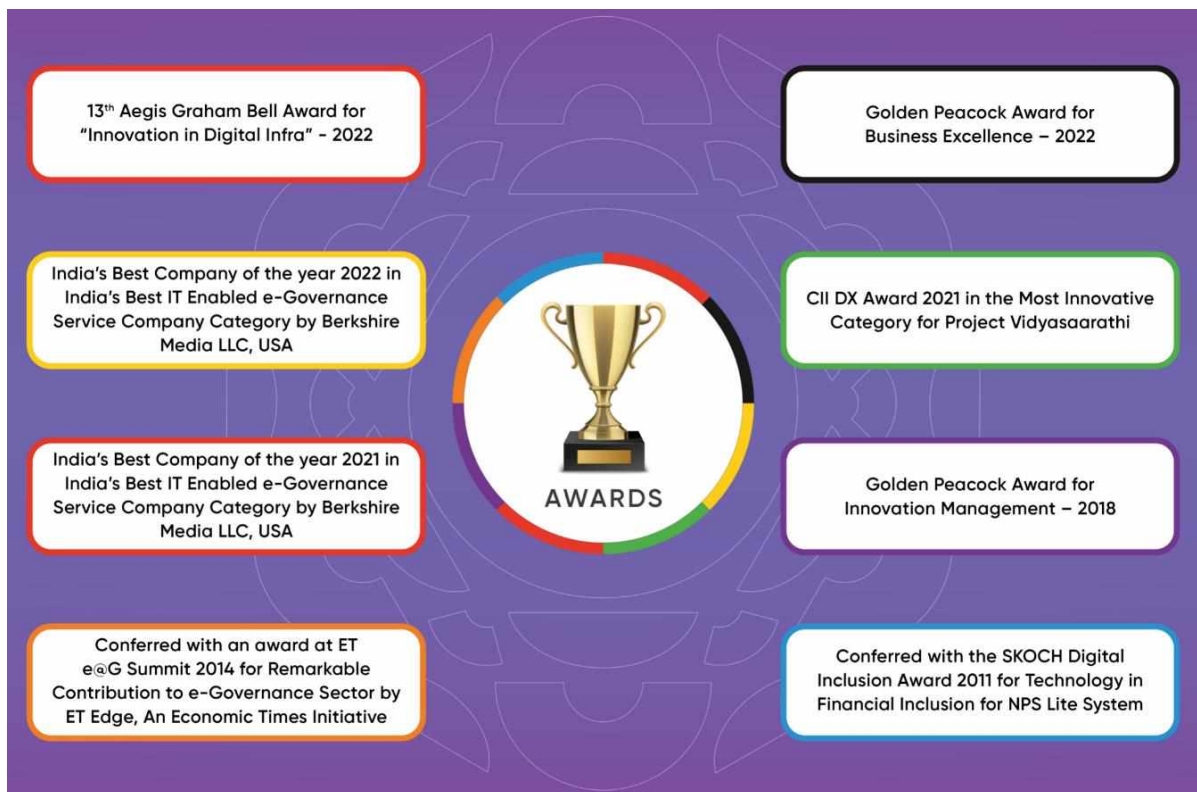 13th Aegis Graham Bell Award for
“Innovation in Digital Infra” - 2022
Golden Peacock Award for
Business Excellence – 2022
India’s Best Company of the year 2022 in
India’s Best IT Enabled e-Governance
Service Company Category by Berkshire
Media LLC, USA
CII DX Award 2021 in the Most Innovative
Category for Project Vidyasaarathi
India’s Best Company of the year 2021 in
India’s Best IT Enabled e-Governance
Service Company Category by Berkshire
Media LLC, USA
AWARDS
Golden Peacock Award for
Innovation Management – 2018
Conferred with an award at ET
e@G Summit 2014 for Remarkable
Contribution to e-Governance Sector by
ET Edge, An Economic Times Initiative
Conferred with the SKOCH Digital
Inclusion Award 2011 for Technology in
Financial Inclusion for NPS Lite System